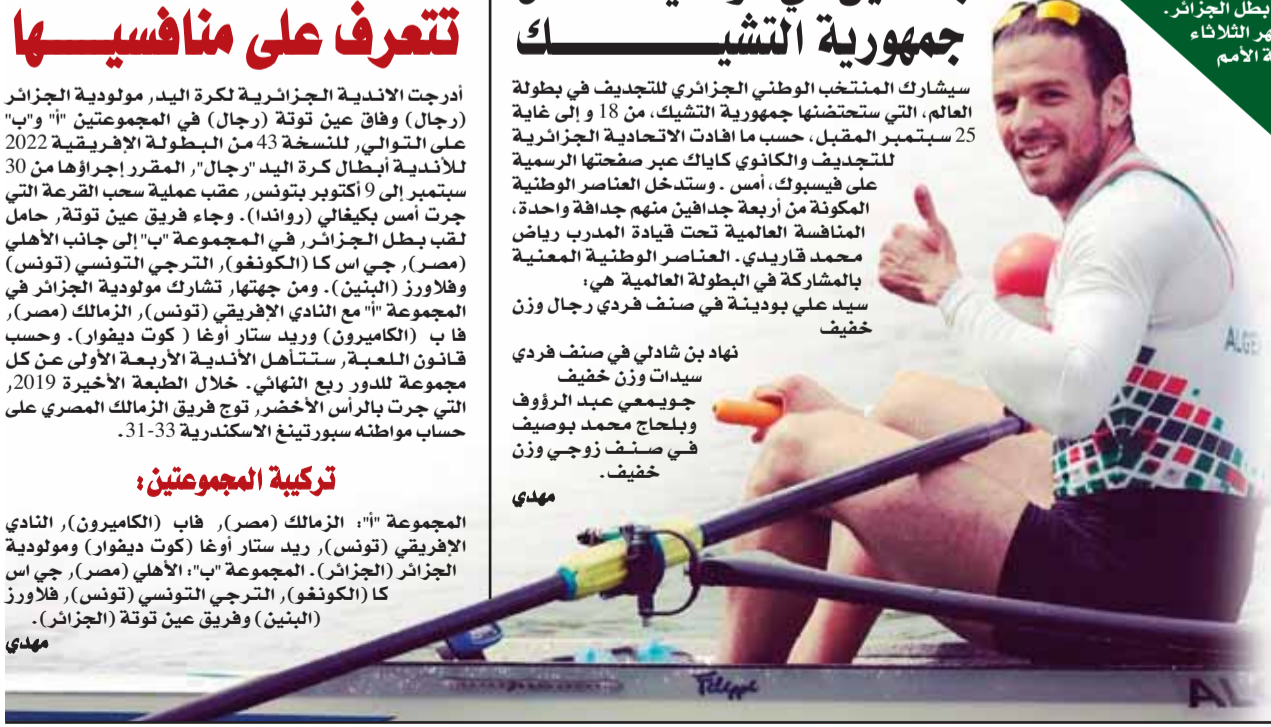 بطل الجزائر.
الثلاثاء
الأمم
جمهورية التشيـــــــك
سيشارك المنتخب الوطني الجزائري للتجديف في بطولة
العالم، التي ستحتضنها جمهورية التشيك، من 18 و إلى غاية
25 سبتمبر المقبل، حسب ما افادت الاتحادية الجزائرية
للتجديف والكانوي كاياك عبر صفحتها الرسمية
على فيسبوك، أمس . وستدخل العناصر الوطنية
المكونة من أربعة جدافين منهم جدافة واحدة،
المنافسة العالمية تحت قيادة المدرب رياض
محمد قاريدي. العناصر الوطنية المعنية
بالمشاركة في البطولة العالمية هي:
سيد علي بودينة في صنف فردي رجال وزن
خفيف
نهاد بن شادلي في صنف فردي
سيدات وزن خفيف
جويمعي عبد الرؤوف
وبلحاج محمد بوصيف
في صنف زوجي وزن
خفيف.
مهدي
تتعرف على منافسيـــها
أدرجت الاندية الجزائرية لكرة اليد, مولودية الجزائر
(رجال) وفاق عين توتة (رجال) في المجموعتين "أ" و"ب"
على التوالي, للنسخة 43 من البطولة الإفريقية 2022
للأندية أبطال كرة اليد "رجال", المقرر إجراؤها من 30
سبتمبر إلى 9 أكتوبر بتونس, عقب عملية سحب القرعة التي
جرت أمس بكيغالي (رواندا). وجاء فريق عين توتة, حامل
لقب بطل الجزائر, في المجموعة "ب" إلى جانب الأهلي
(مصر), جي اس كا (الكونغو), الترجي التونسي (تونس)
وفلاورز (البنين). ومن جهتها, تشارك مولودية الجزائر في
المجموعة "أ" مع النادي الإفريقي (تونس), الزمالك (مصر),
فا ب (الكاميرون) وريد ستار أوغا ( كوت ديفوار). وحسب
قانون اللعبة, ستتأهل الأندية الأربعة الأولى عن كل
مجموعة للدور ربع النهائي. خلال الطبعة الأخيرة 2019,
التي جرت بالرأس الأخضر, توج فريق الزمالك المصري على
حساب مواطنه سبورتينغ الاسكندرية 33-31.
تركيبة المجموعتين:
المجموعة "أ": الزمالك (مصر), فاب (الكاميرون), النادي
الإفريقي (تونس), ريد ستار أوغا (كوت ديفوار) ومولودية
الجزائر (الجزائر). المجموعة "ب": الأهلي (مصر), جي اس
كا (الكونغو), الترجي التونسي (تونس), فلاورز
(البنين) وفريق عين توتة (الجزائر).
مهدي
ALGE
Filippi
AL